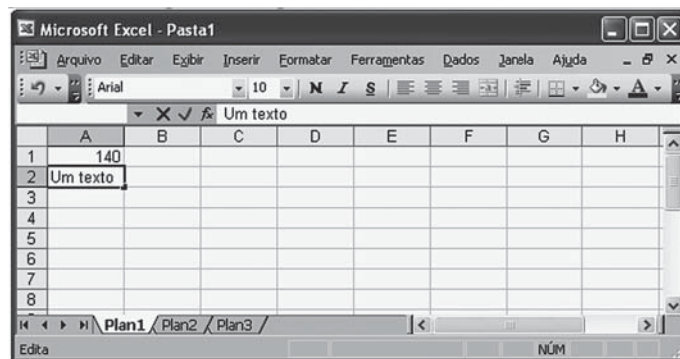 Microsoft Excel - Pasta1
Arquivo Editar Exibir Inserir Formatar Ferramentas Dados Janela Ajuda
Arial 10 N I S A
fx Um texto
A B C D E F G H
1 140
2 Um texto
3
4
5
6
7
8
Plan1 Plan2 Plan3
Edita NÚM